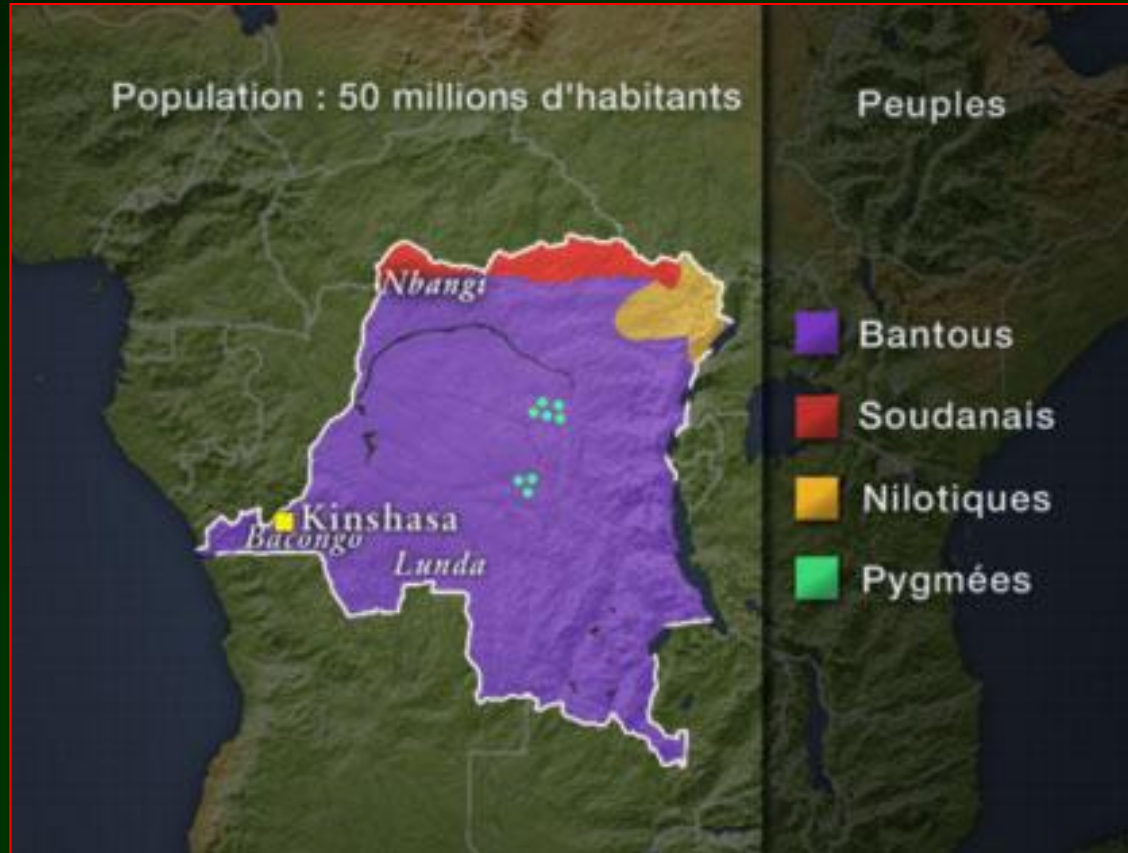 Population : 50 millions d'habitants
Peuples
Nbangi
Bantous
Soudanais
Nilotiques
Kinshasa
Bacongo
Lunda
Pygmées